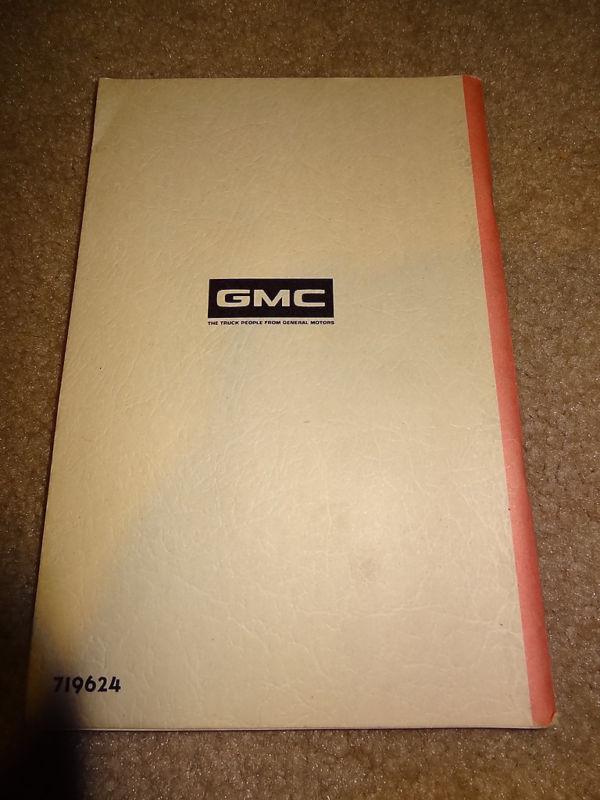 GMC
THE TRUCK PEOPLE FROM GENERAL MOTORS
719624